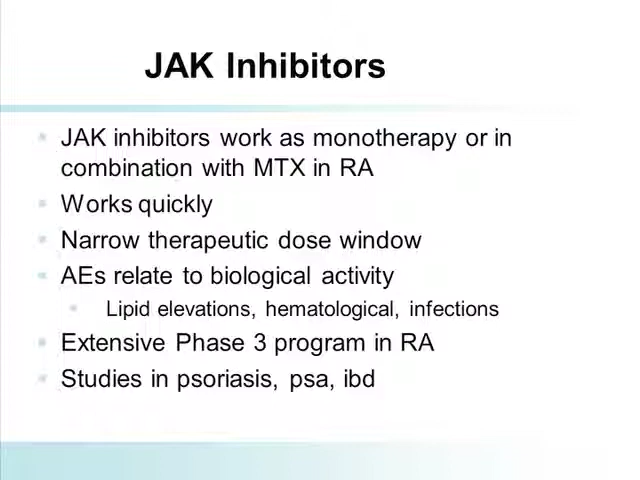 JAK Inhibitors
JAK inhibitors work as monotherapy or in
combination with MTX in RA
Works quickly
Narrow therapeutic dose window
AEs relate to biological activity
Lipid elevations, hematological, infections
Extensive Phase 3 program in RA
Studies in psoriasis, psa, ibd